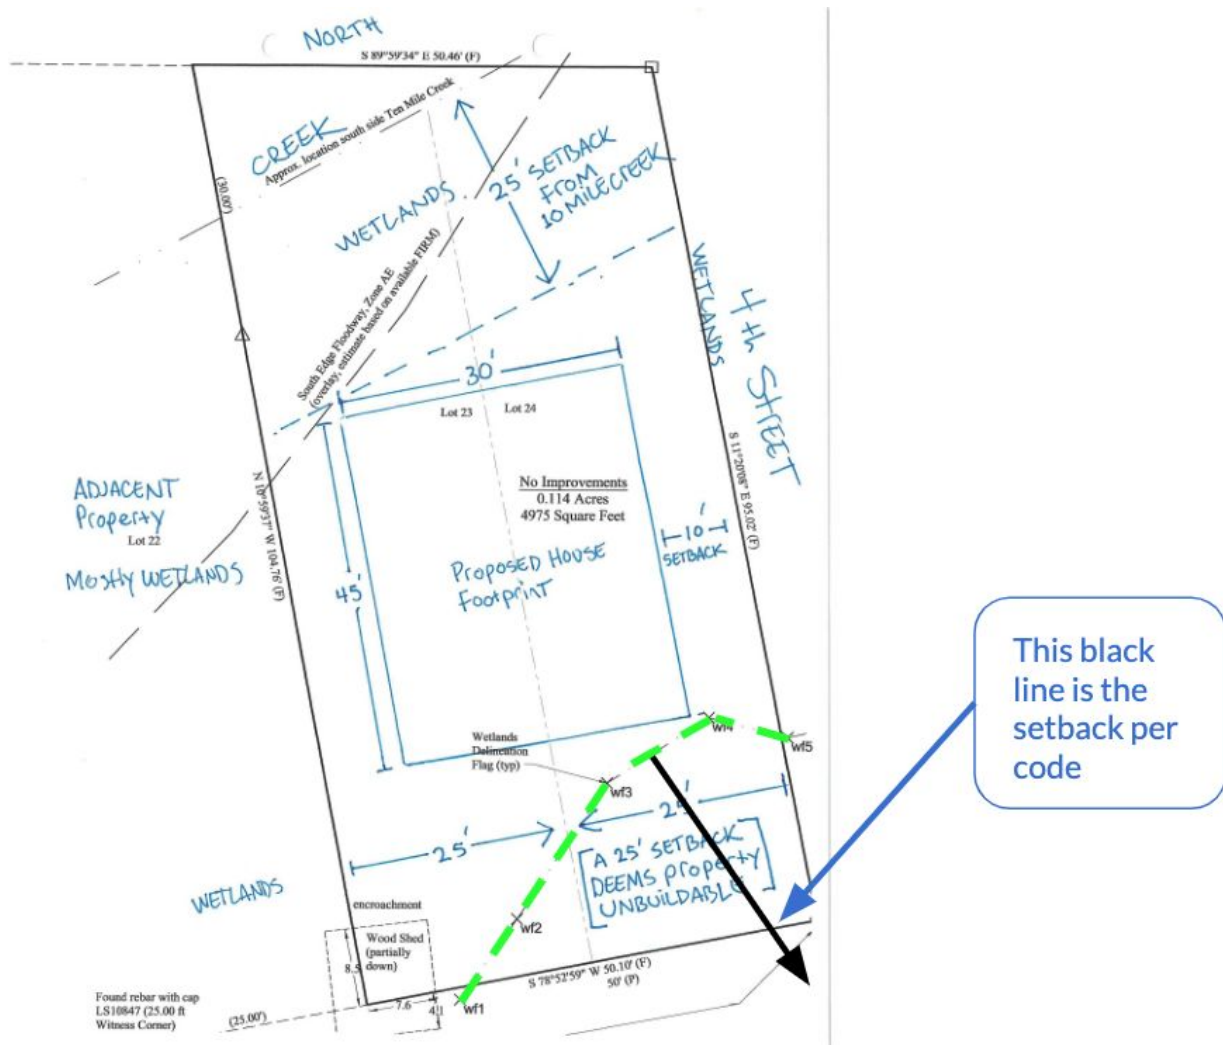 NORTH
S 89°59'34" E 50.46' (F)
CREEK
Approx. location south side Ten Mile Creek
(30.00')
WETLANDS
25' SETBACK
FROM
10 MILE CREEK
South Edge Floodway, Zone AE
(overlay, estimate based on available FIRM)
WETLANDS
4th STREET
30'
Lot 23
Lot 24
No Improvements
0.114 Acres
4975 Square Feet
S 11°20'08" E 95.02' (F)
ADJACENT
Property
Lot 22
Mostly WETLANDS
N 10°59'37" W 104.76' (F)
45'
Proposed House
Footprint
10'
SETBACK
This black
line is the
setback per
code
Wetlands
Delineation
Flag (typ)
wf4
wf5
wf3
25'
25'
A 25' SETBACK
DEEMS property
UNBUILDABLE
WETLANDS
encroachment
wf2
Wood Shed
(partially
down)
8.5
S 78°52'59" W 50.10' (F)
50' (P)
Found rebar with cap
LS10847 (25.00 ft
Witness Corner)
(25.00')
7.6
4.1
wf1